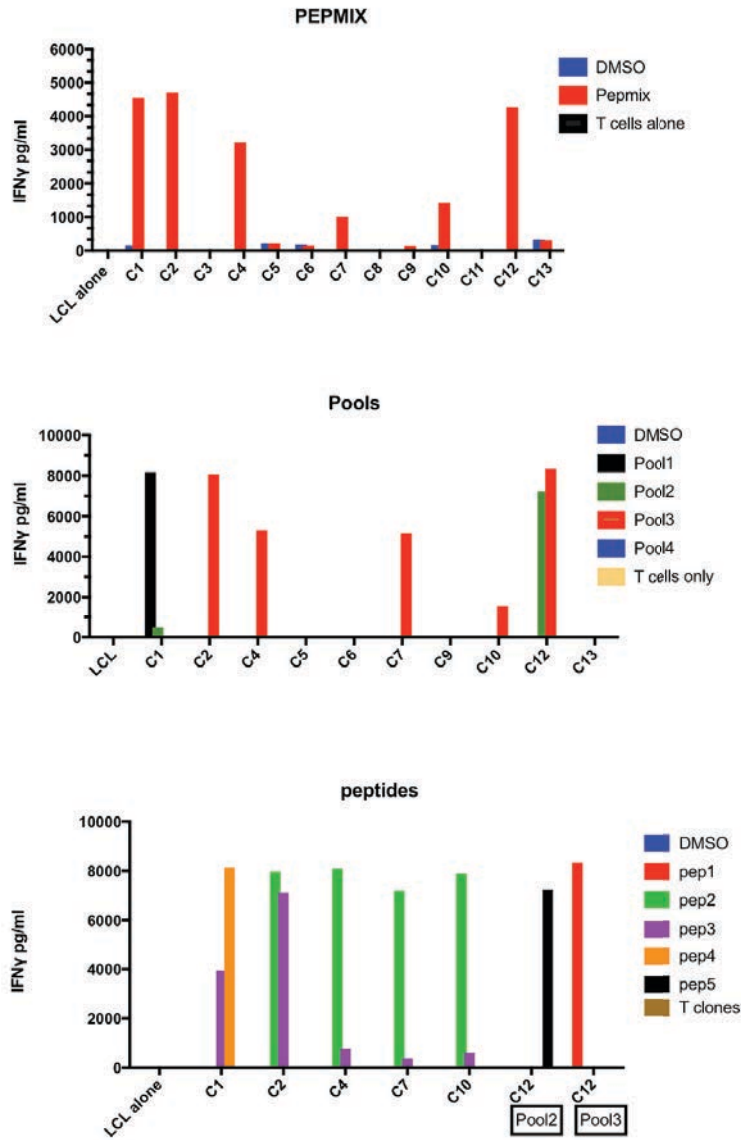 PEPMIX
6000
5000
4000
3000
2000
1000
0
IFNγ pg/ml
LCL alone
C1
C2
C3
C4
C5
C6
C7
C8
C9
C10
C11
C12
C13
DMSO
Pepmix
T cells alone
Pools
10000
8000
6000
4000
2000
0
IFNγ pg/ml
LCL
C1
C2
C4
C5
C6
C7
C9
C10
C12
C13
DMSO
Pool1
Pool2
Pool3
Pool4
T cells only
peptides
10000
8000
6000
4000
2000
0
IFNγ pg/ml
LCL alone
C1
C2
C4
C7
C10
C12
C12
Pool2
Pool3
DMSO
pep1
pep2
pep3
pep4
pep5
T clones